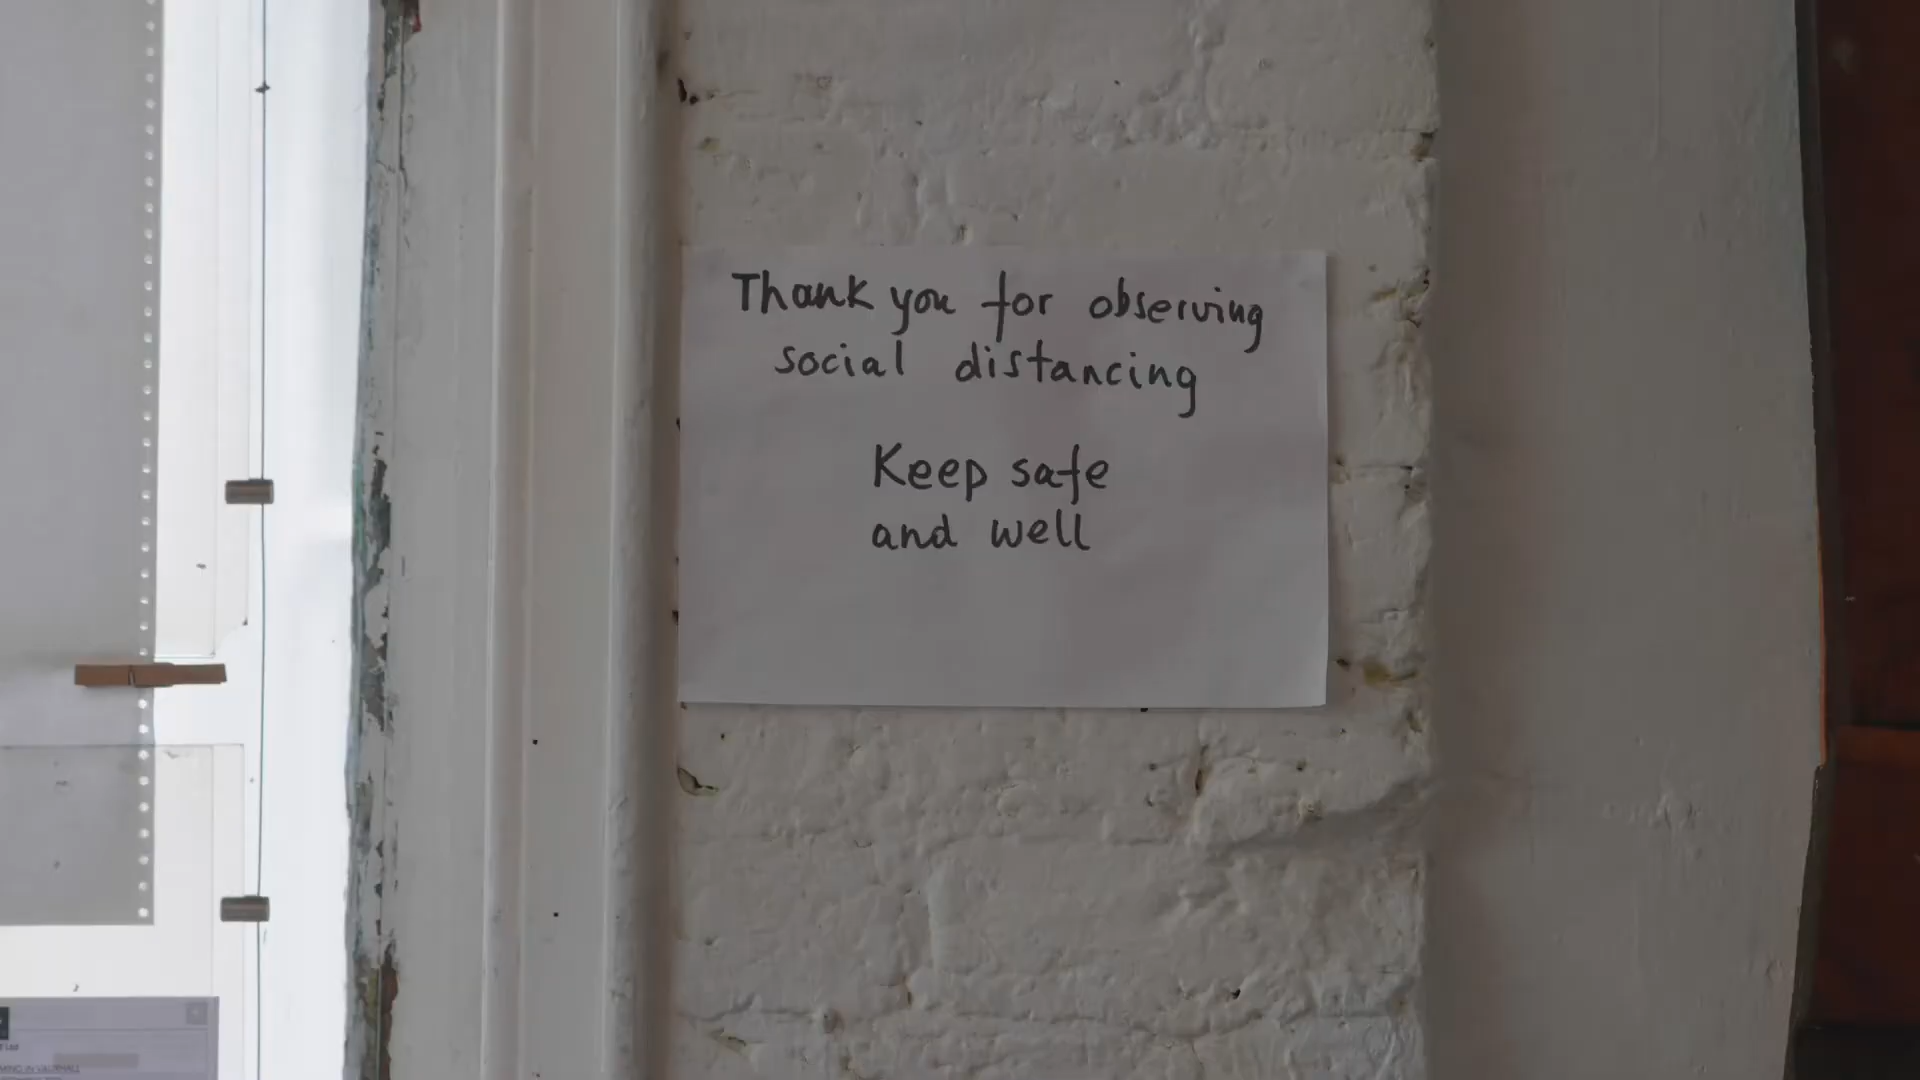 Thank you for observing
social distancing
Keep safe
and well